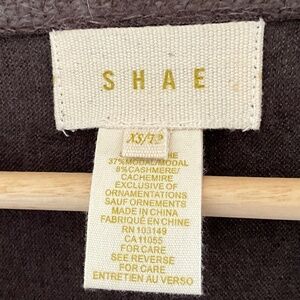 SHAE
XS/TP
37%MODAL/MODAL
8%CASHMERE/
CACHEMIRE
EXCLUSIVE OF
ORNAMENTATIONS
SAUF ORNEMENTS
MADE IN CHINA
FABRIQUÉ EN CHINE
RN 103149
CA 11055
FOR CARE
SEE REVERSE
FOR CARE
ENTRETIEN AU VERSO